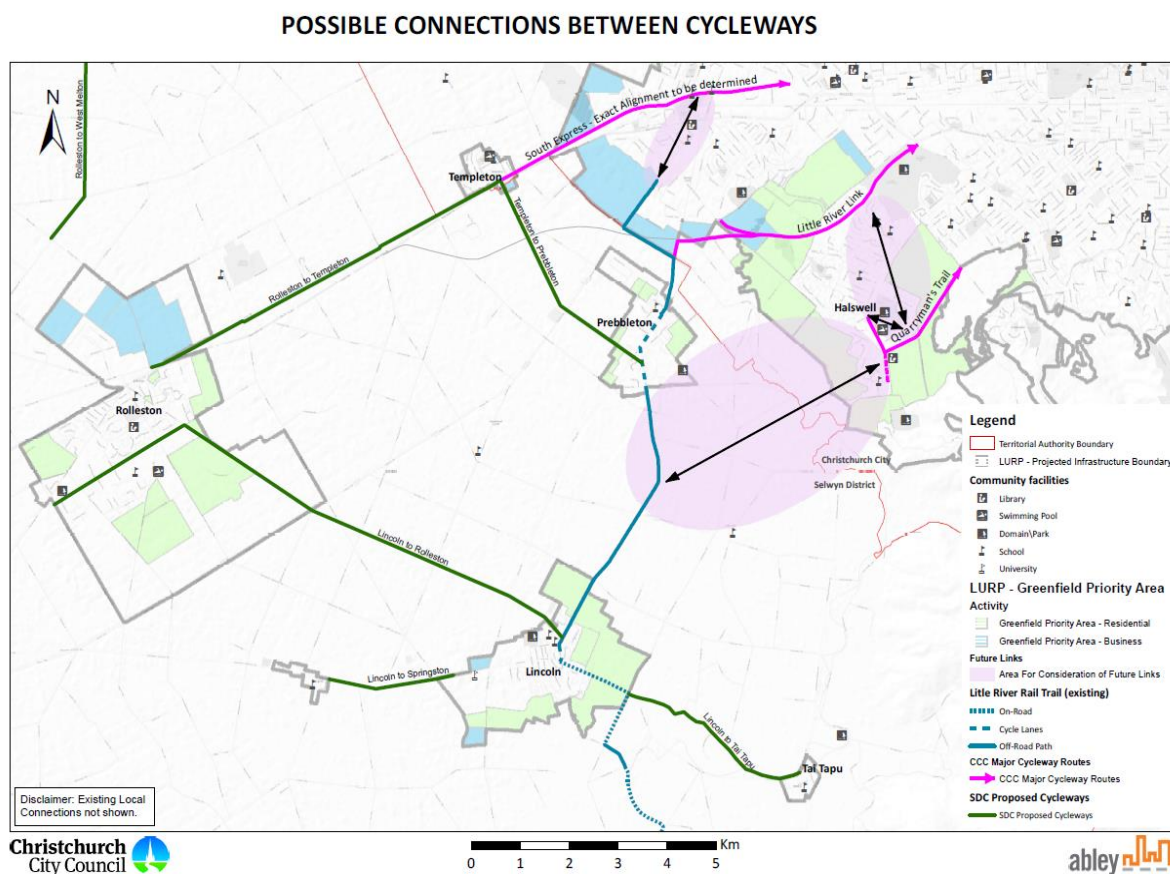 POSSIBLE CONNECTIONS BETWEEN CYCLEWAYS
N
Rolleston to West Melton
South Express - Exact Alignment to be determined
Templeton
Little River Link
Templeton to Prebbleton
Rolleston to Templeton
Halswell
Quarryman's Trail
Prebbleton
Rolleston
Christchurch City
Selwyn District
Lincoln to Rolleston
Lincoln to Springston
Lincoln
Lincoln to Tai Tapu
Tai Tapu
Legend
Territorial Authority Boundary
LURP - Projected Infrastructure Boundary
Community facilities
Library
Swimming Pool
Domain\Park
School
University
LURP - Greenfield Priority Area
Activity
Greenfield Priority Area - Residential
Greenfield Priority Area - Business
Future Links
Area For Consideration of Future Links
Litle River Rail Trail (existing)
On-Road
Cycle Lanes
Off-Road Path
CCC Major Cycleway Routes
CCC Major Cycleway Routes
SDC Proposed Cycleways
SDC Proposed Cycleways
Disclaimer: Existing Local
Connections not shown.
Christchurch
City Council
Km
0 1 2 3 4 5
abley